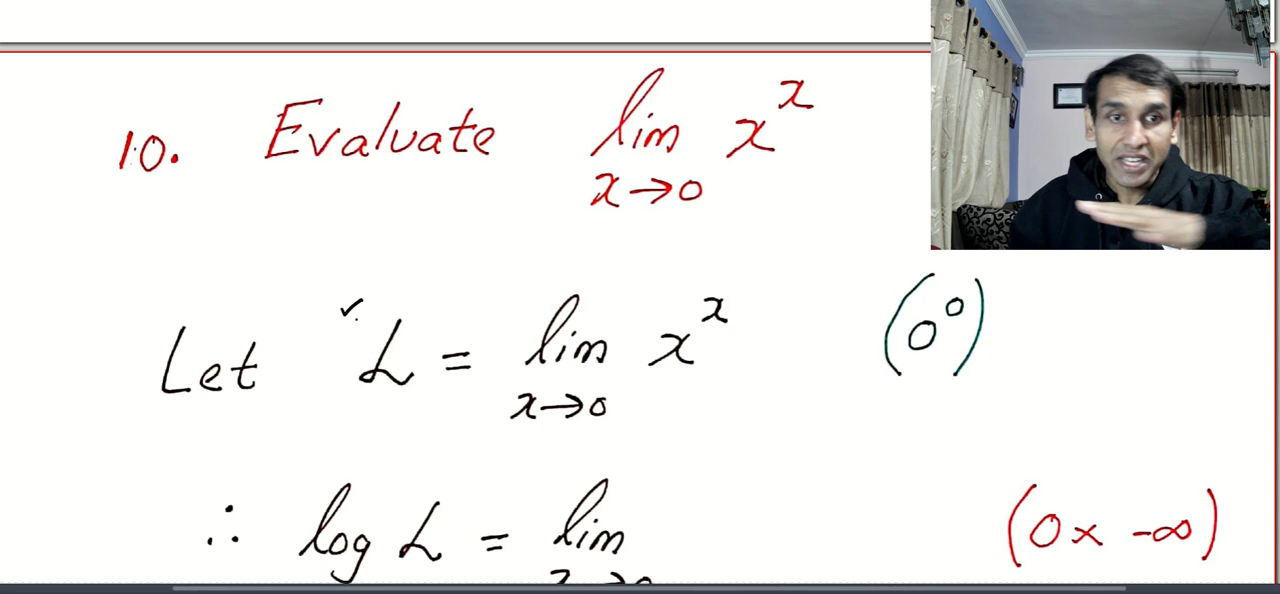 10. Evaluate lim x^x
x→0
Let L = lim x^x (0^0)
x→0
∴ log L = lim (0 x -∞)